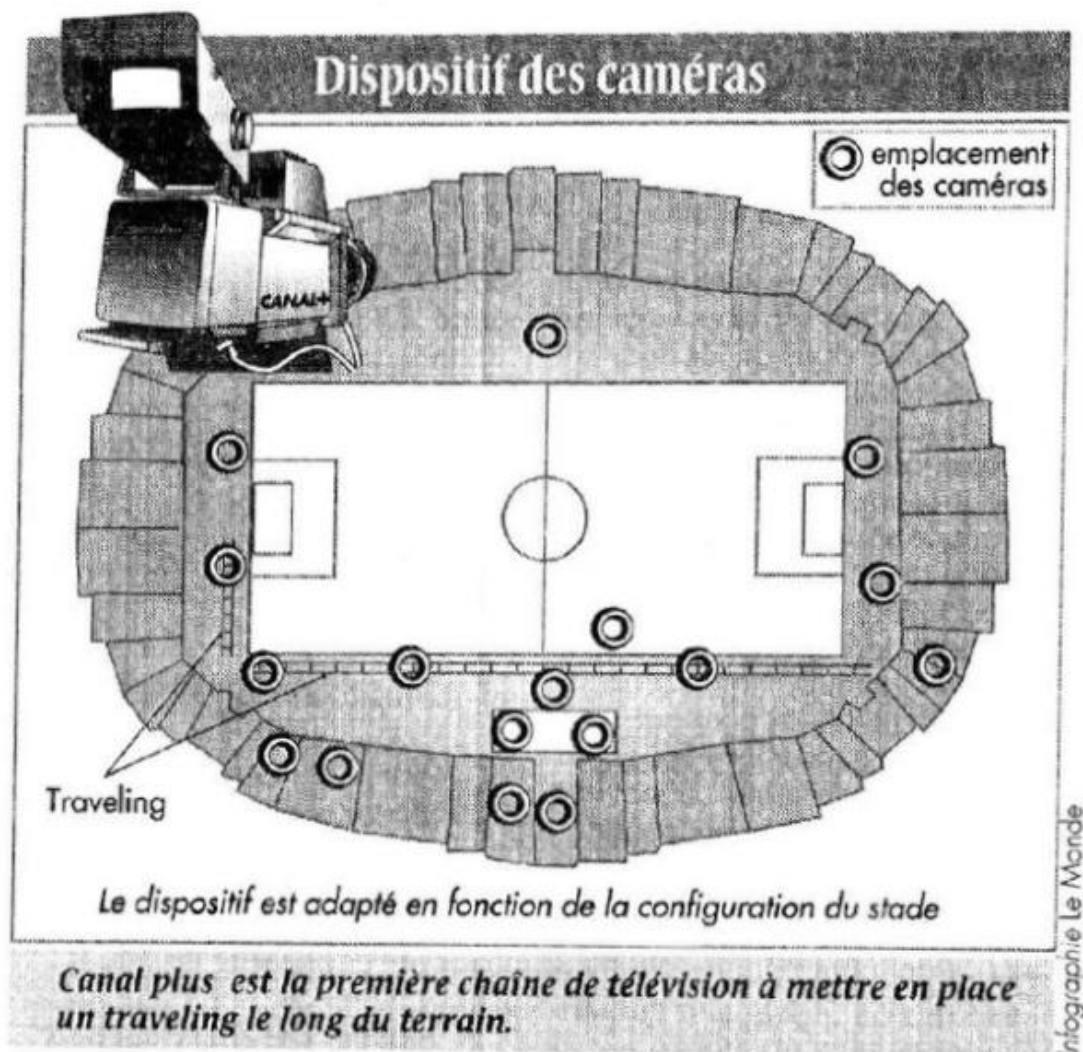 Dispositif des caméras
emplacement
des caméras
CANAL+
Traveling
Le dispositif est adapté en fonction de la configuration du stade
Canal plus est la première chaîne de télévision à mettre en place
un traveling le long du terrain.
nfographie Le Monde